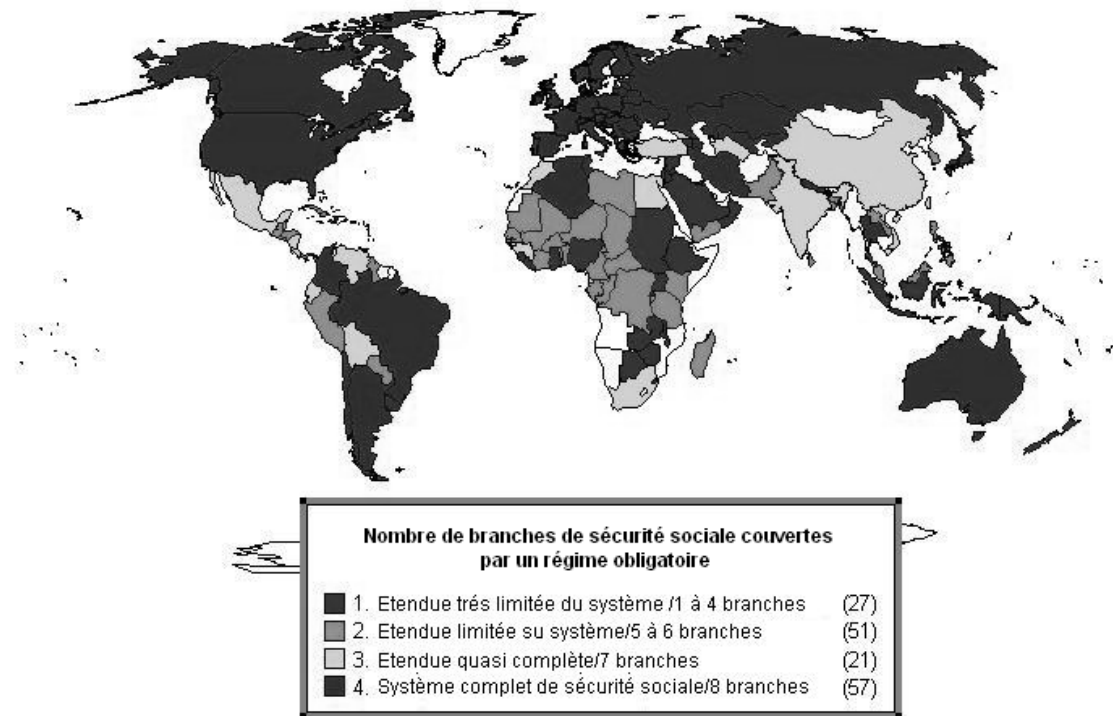 Nombre de branches de sécurité sociale couvertes
par un régime obligatoire
1. Etendue trés limitée du système /1 à 4 branches (27)
2. Etendue limitée su système/5 à 6 branches (51)
3. Etendue quasi complète/7 branches (21)
4. Système complet de sécurité sociale/8 branches (57)